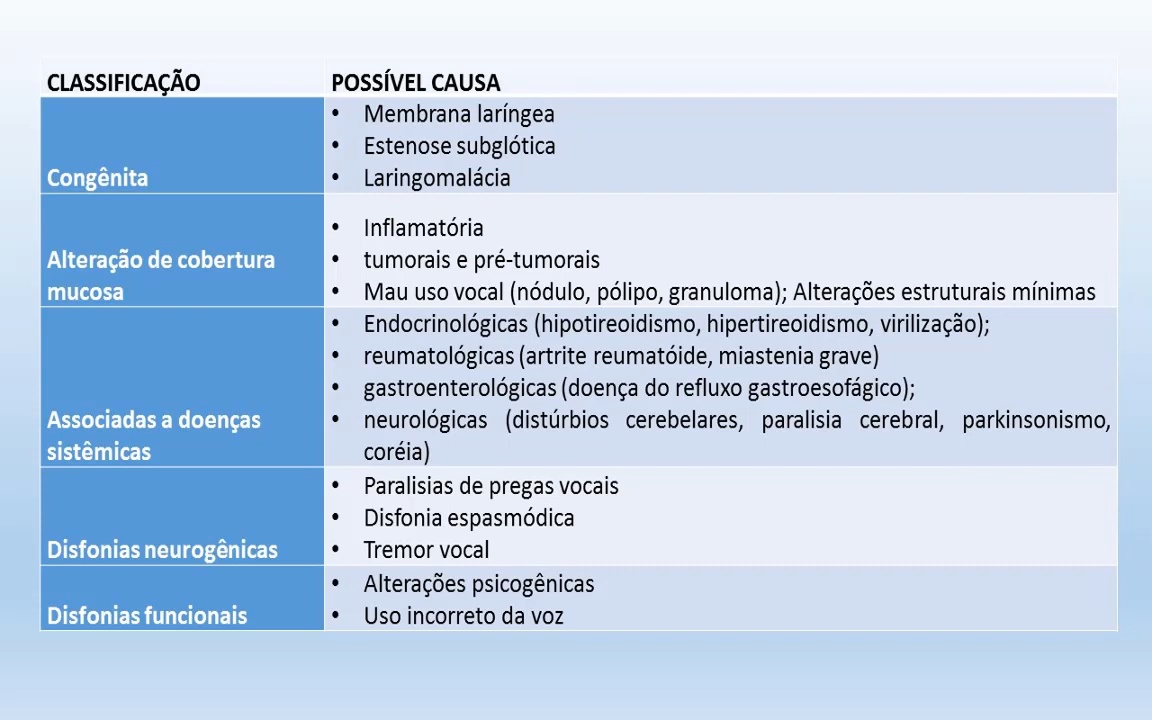 CLASSIFICAÇÃO
POSSÍVEL CAUSA
Congênita
• Membrana laríngea
• Estenose subglótica
• Laringomalácia
Alteração de cobertura
mucosa
• Inflamatória
• tumorais e pré-tumorais
• Mau uso vocal (nódulo, pólipo, granuloma); Alterações estruturais mínimas
Associadas a doenças
sistêmicas
• Endocrinológicas (hipotireoidismo, hipertireoidismo, virilização);
• reumatológicas (artrite reumatóide, miastenia grave)
• gastroenterológicas (doença do refluxo gastroesofágico);
• neurológicas (distúrbios cerebelares, paralisia cerebral, parkinsonismo,
coréia)
Disfonias neurogênicas
• Paralisias de pregas vocais
• Disfonia espasmódica
• Tremor vocal
Disfonias funcionais
• Alterações psicogênicas
• Uso incorreto da voz